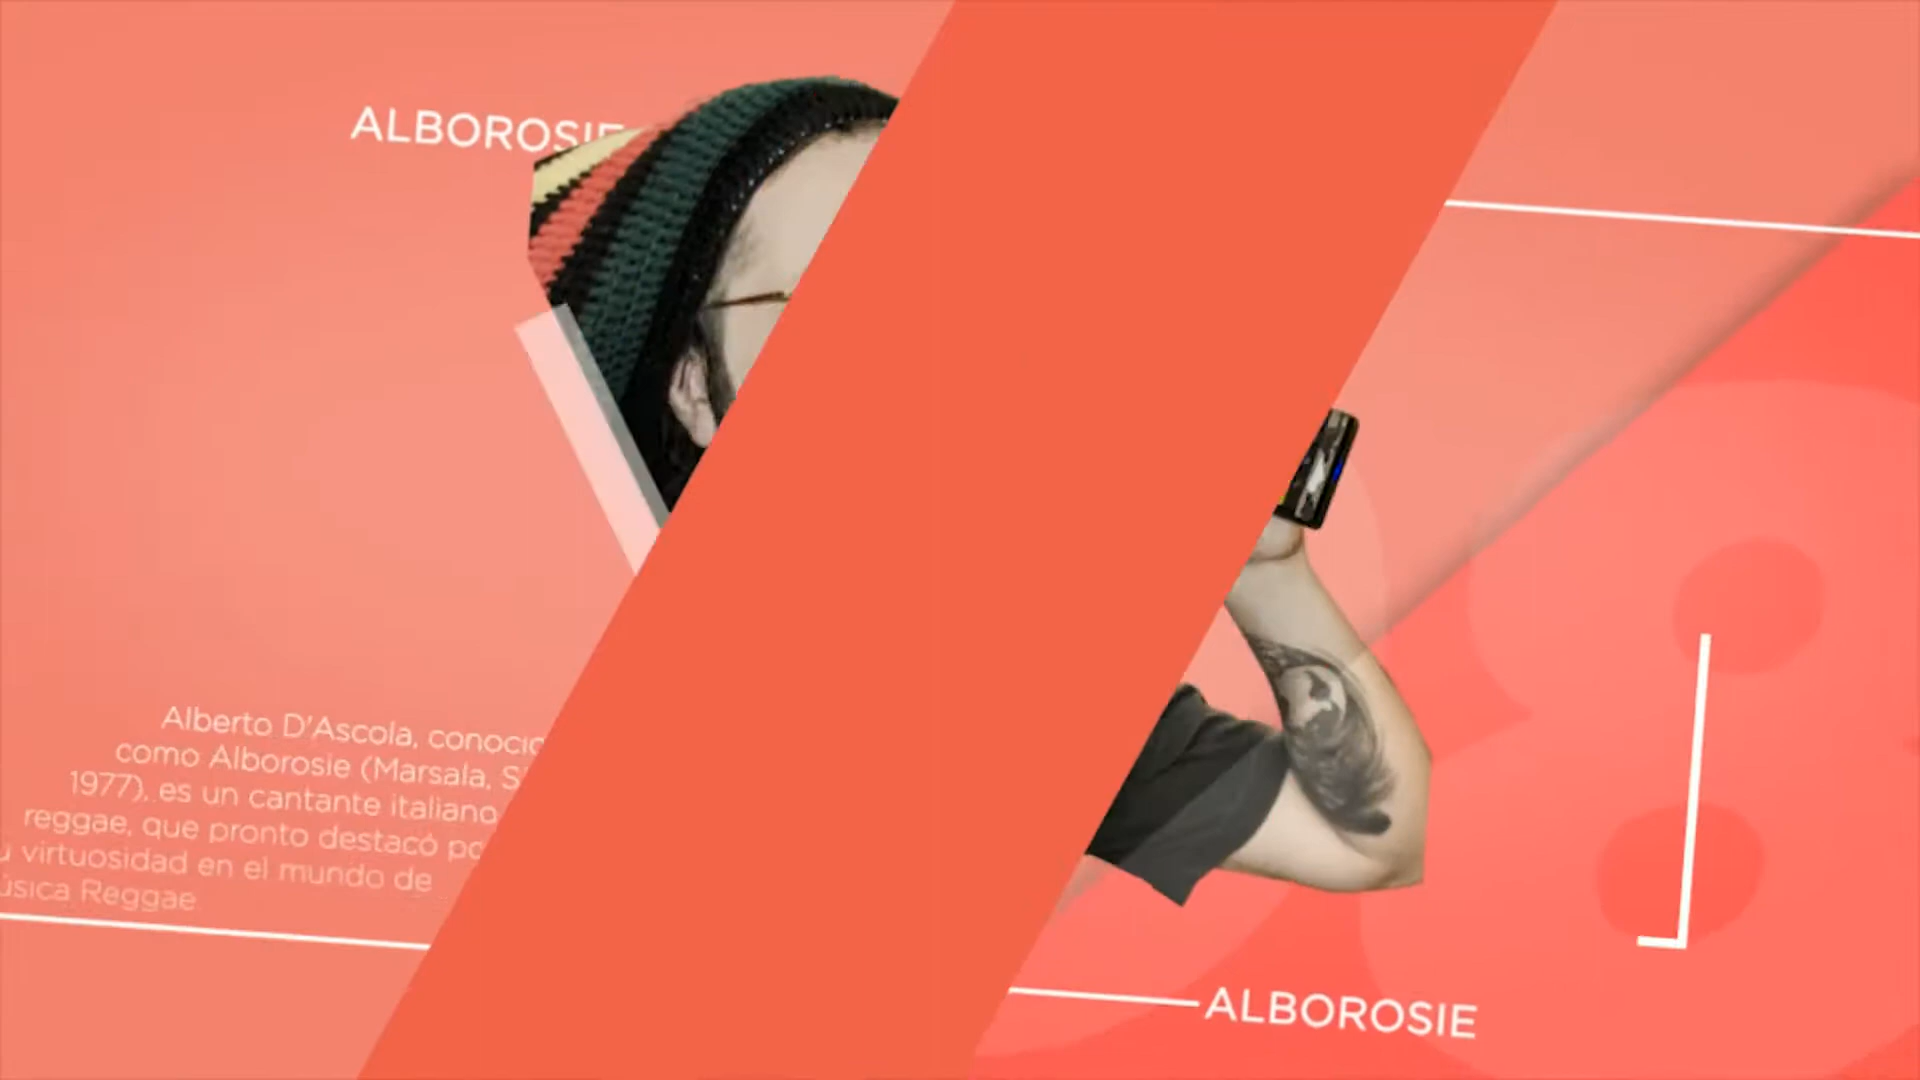 ALBOROSIE
Alberto D'Ascola, conocid
como Alborosie (Marsala,
1977), es un cantante italiano
reggae, que pronto destacó po
virtuosidad en el mundo de
úsica Reggae
ALBOROSIE